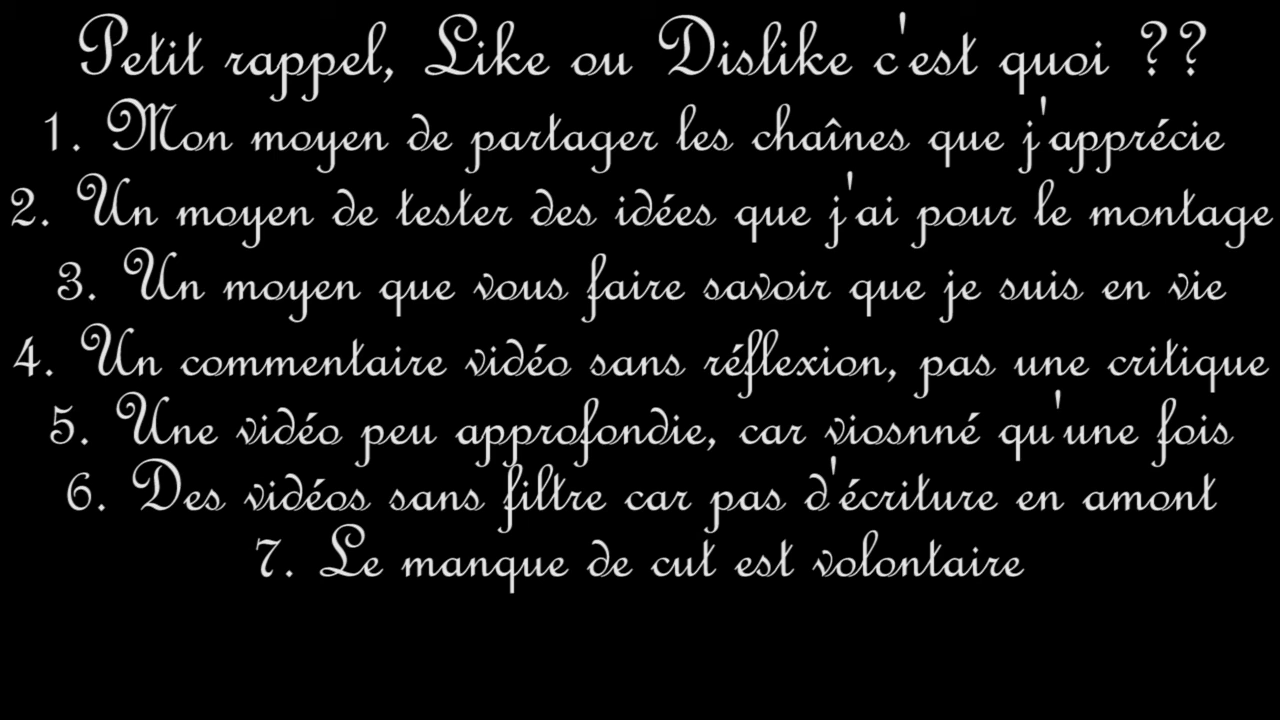 Petit rappel, Like ou Dislike c'est quoi ??
1. Mon moyen de partager les chaînes que j'apprécie
2. Un moyen de tester des idées que j'ai pour le montage
3. Un moyen que vous faire savoir que je suis en vie
4. Un commentaire vidéo sans réflexion, pas une critique
5. Une vidéo peu approfondie, car viosnné qu'une fois
6. Des vidéos sans filtre car pas d'écriture en amont
7. Le manque de cut est volontaire